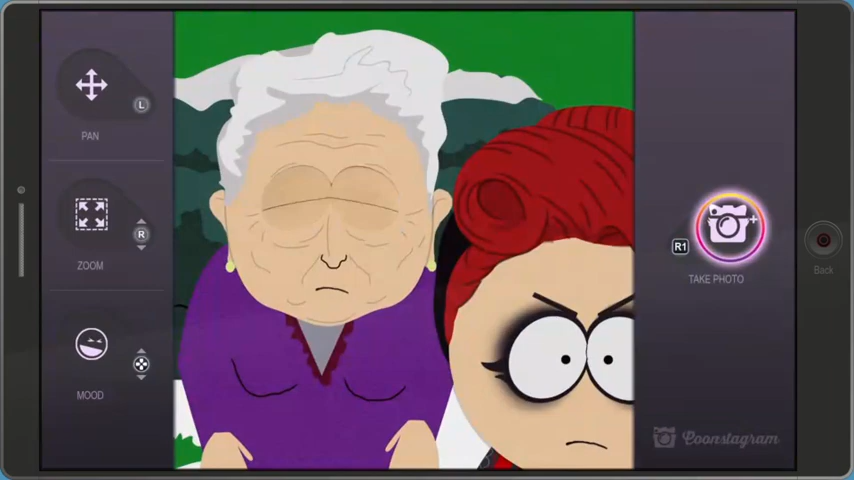 L
PAN
R
ZOOM
MOOD
R1
TAKE PHOTO
Back
Coonstagram